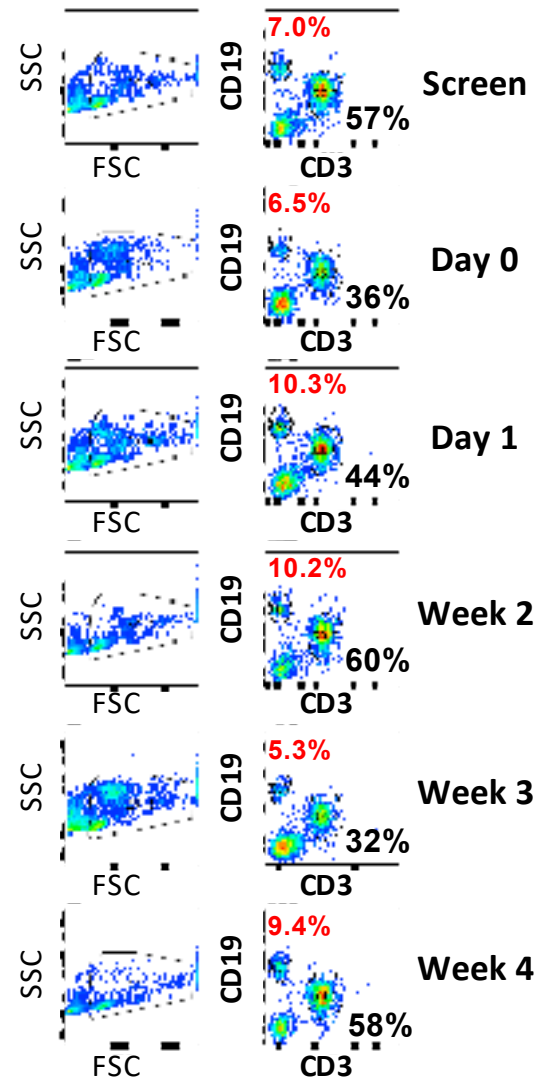 SSC
CD19
7.0%
57%
Screen
FSC
CD3
SSC
CD19
6.5%
36%
Day 0
FSC
CD3
SSC
CD19
10.3%
44%
Day 1
FSC
CD3
SSC
CD19
10.2%
60%
Week 2
FSC
CD3
SSC
CD19
5.3%
32%
Week 3
FSC
CD3
SSC
CD19
9.4%
58%
Week 4
FSC
CD3